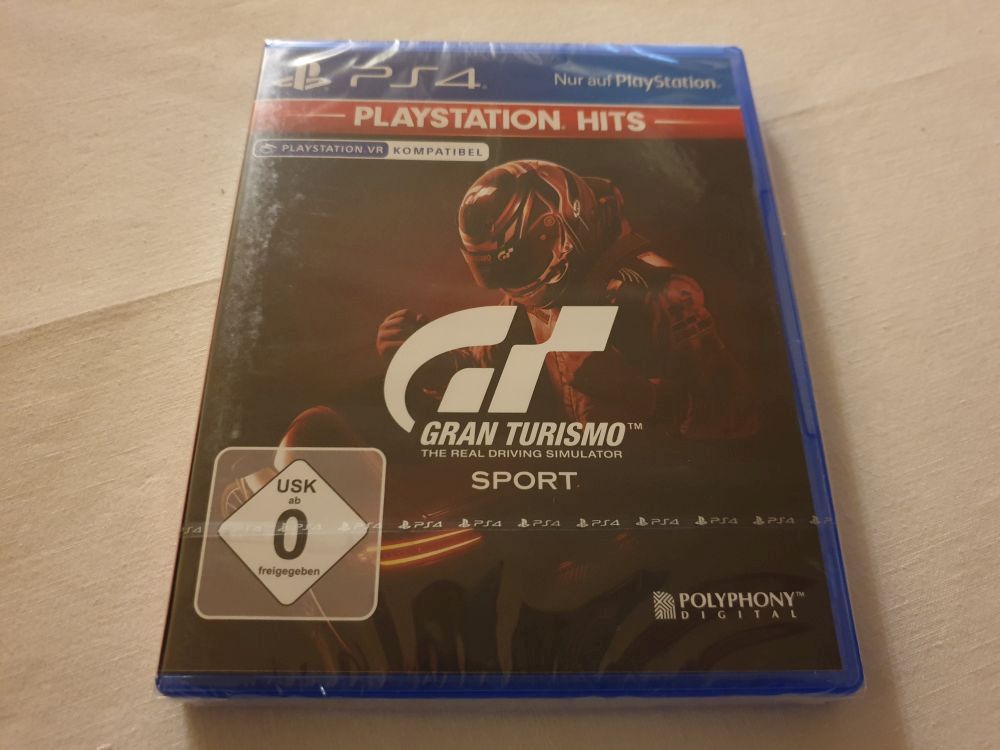 PS4
Nur auf PlayStation®
PLAYSTATION® HITS
PLAYSTATION.VR KOMPATIBEL
GRAN TURISMO™
THE REAL DRIVING SIMULATOR
SPORT
USK
ab
0
freigegeben
PS4 PS4 PS4 PS4 PS4 PS4 PS4 PS4 PS4 PS4
POLYPHONY™
DIGITAL